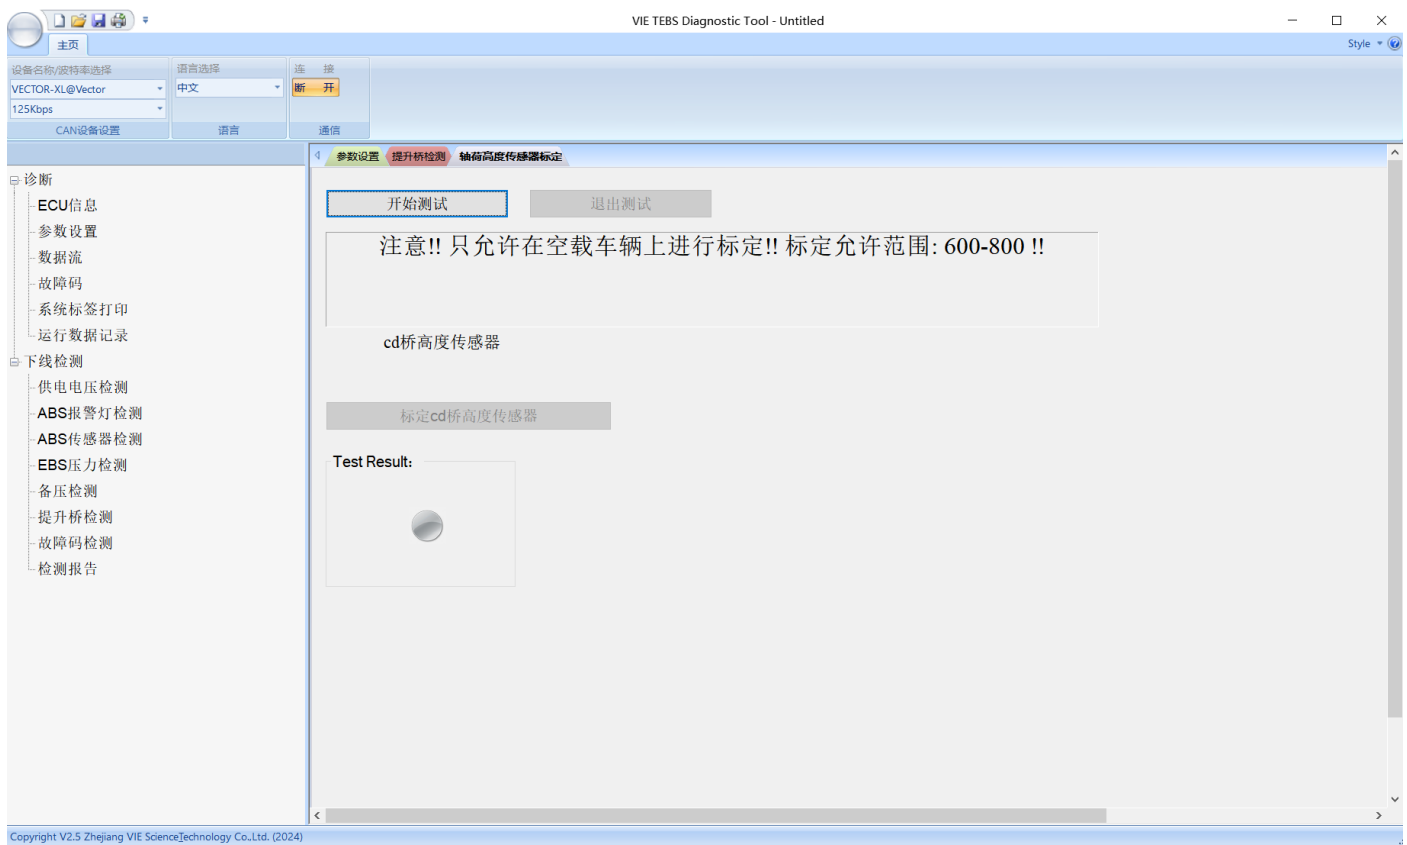 VIE TEBS Diagnostic Tool - Untitled
主页
Style
设备名称/波特率选择
语言选择
连 接
VECTOR-XL@Vector
中文
断 开
125Kbps
CAN设备设置
语言
通信
参数设置
提升桥检测
轴荷高度传感器标定
诊断
ECU信息
参数设置
数据流
故障码
系统标签打印
运行数据记录
下线检测
供电电压检测
ABS报警灯检测
ABS传感器检测
EBS压力检测
备压检测
提升桥检测
故障码检测
检测报告
开始测试
退出测试
注意!! 只允许在空载车辆上进行标定!! 标定允许范围: 600-800 !!
cd桥高度传感器
标定cd桥高度传感器
Test Result:
Copyright V2.5 Zhejiang VIE ScienceTechnology Co.,Ltd. (2024)